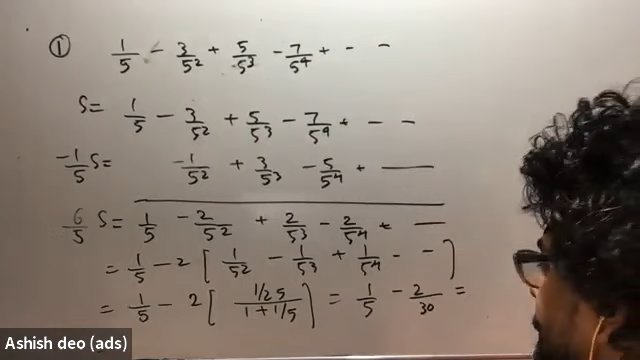 ① 1/5 - 3/5² + 5/5³ - 7/5⁴ + - -
S = 1/5 - 3/5² + 5/5³ - 7/5⁴ + - -
-1/5 S = -1/5² + 3/5³ - 5/5⁴ + —
6/5 S = 1/5 - 2/5² + 2/5³ - 2/5⁴ + —
= 1/5 - 2 [ 1/5² - 1/5³ + 1/5⁴ - - ]
= 1/5 - 2 [ (1/25)/(1+1/5) ] = 1/5 - 2/30 =
Ashish deo (ads)